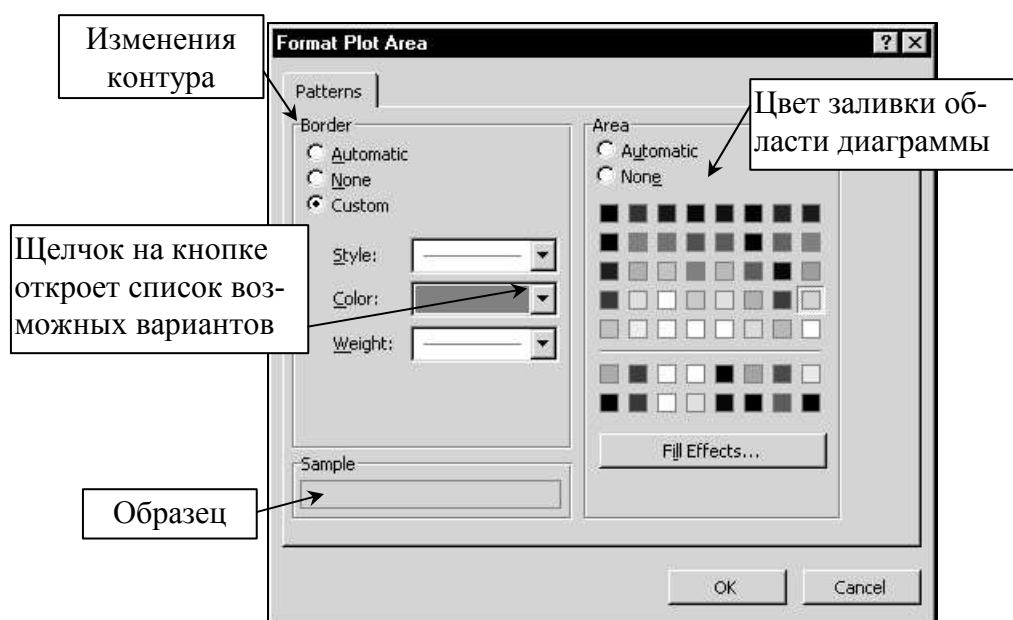 Изменения
контура
Format Plot Area
Patterns
Цвет заливки об-
ласти диаграммы
Border
Automatic
None
Custom
Area
Automatic
None
Щелчок на кнопке
откроет список воз-
можных вариантов
Style:
Color:
Weight:
Fill Effects...
Sample
Образец
OK
Cancel